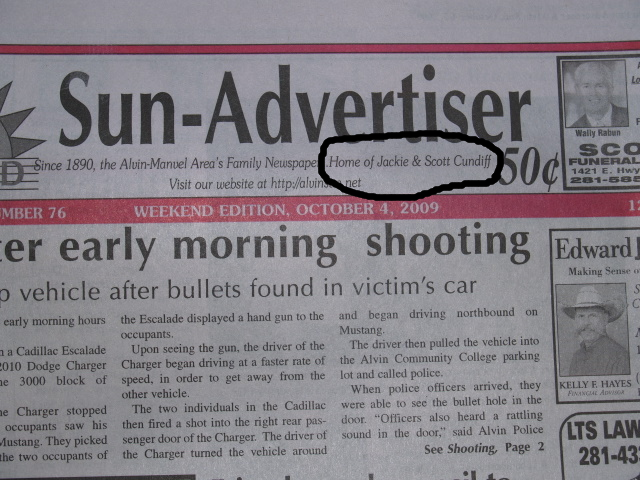 Sun-Advertiser
Since 1890, the Alvin-Manvel Area's Family Newspaper. Home of Jackie & Scott Cundiff
Visit our website at http://alvinsun.net
50¢
D
Wally Raben
SCO
FUNERAL
1421 E. Hwy
281-585
UMBER 76
WEEKEND EDITION, OCTOBER 4, 2009
12
ter early morning shooting
p vehicle after bullets found in victim's car
early morning hours
n a Cadillac Escalade
2010 Dodge Charger
he 3000 block of
he Charger stopped
occupants saw his
Mustang. They picked
the two occupants of
the Escalade displayed a hand gun to the
occupants.
Upon seeing the gun, the driver of the
Charger began driving at a faster rate of
speed, in order to get away from the
other vehicle.
The two individuals in the Cadillac
then fired a shot into the right rear pas-
senger door of the Charger. The driver of
the Charger turned the vehicle around
and began driving northbound on
Mustang.
The driver then pulled the vehicle into
the Alvin Community College parking
lot and called police.
When police officers arrived, they
were able to see the bullet hole in the
door. "Officers also heard a rattling
sound in the door," said Alvin Police
See Shooting, Page 2
Edward J
Making Sense o
KELLY F. HAYES
FINANCIAL ADVISOR
LTS LAW
281-43